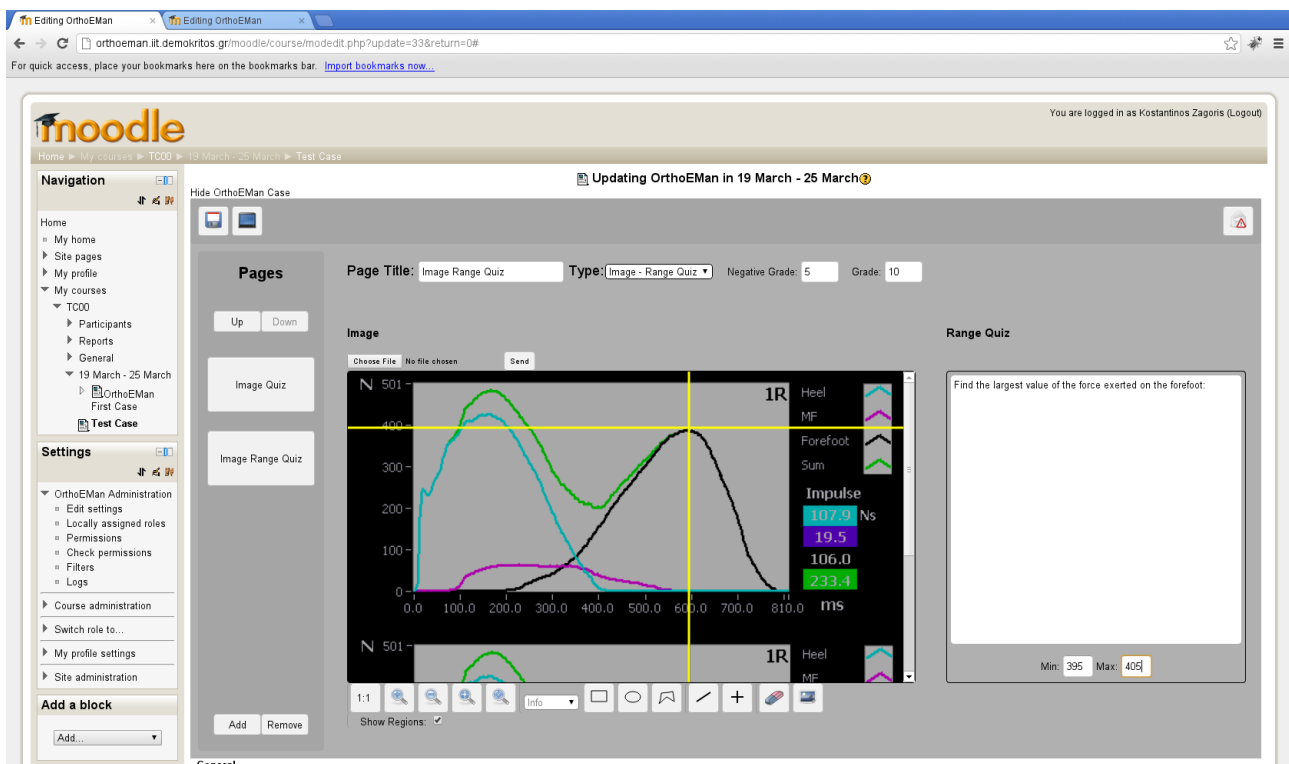 Editing OrthoEMan
Editing OrthoEMan
orthoeman.iit.demokritos.gr/moodle/course/modedit.php?update=33&return=0#
For quick access, place your bookmarks here on the bookmarks bar. Import bookmarks now...
moodle
You are logged in as Kostantinos Zagoris (Logout)
Home ► My courses ► TC00 ► 19 March - 25 March ► Test Case
Navigation
Home
My home
Site pages
My profile
My courses
TC00
Participants
Reports
General
19 March - 25 March
OrthoEMan
First Case
Test Case
Settings
OrthoEMan Administration
Edit settings
Locally assigned roles
Permissions
Check permissions
Filters
Logs
Course administration
Switch role to...
My profile settings
Site administration
Add a block
Add...
Updating OrthoEMan in 19 March - 25 March
Hide OrthoEMan Case
Pages
Up Down
Image Quiz
Image Range Quiz
Add Remove
Page Title: Image Range Quiz Type: Image - Range Quiz Negative Grade: 5 Grade: 10
Image
Choose File No file chosen Send
N 501
400
300
200
100
0
0.0 100.0 200.0 300.0 400.0 500.0 600.0 700.0 810.0 ms
1R
Heel
MF
Forefoot
Sum
Impulse
107.9 Ns
19.5
106.0
233.4
N 501
1R
Heel
MF
1:1 Info
Show Regions:
Range Quiz
Find the largest value of the force exerted on the forefoot:
Min: 395 Max: 405
General